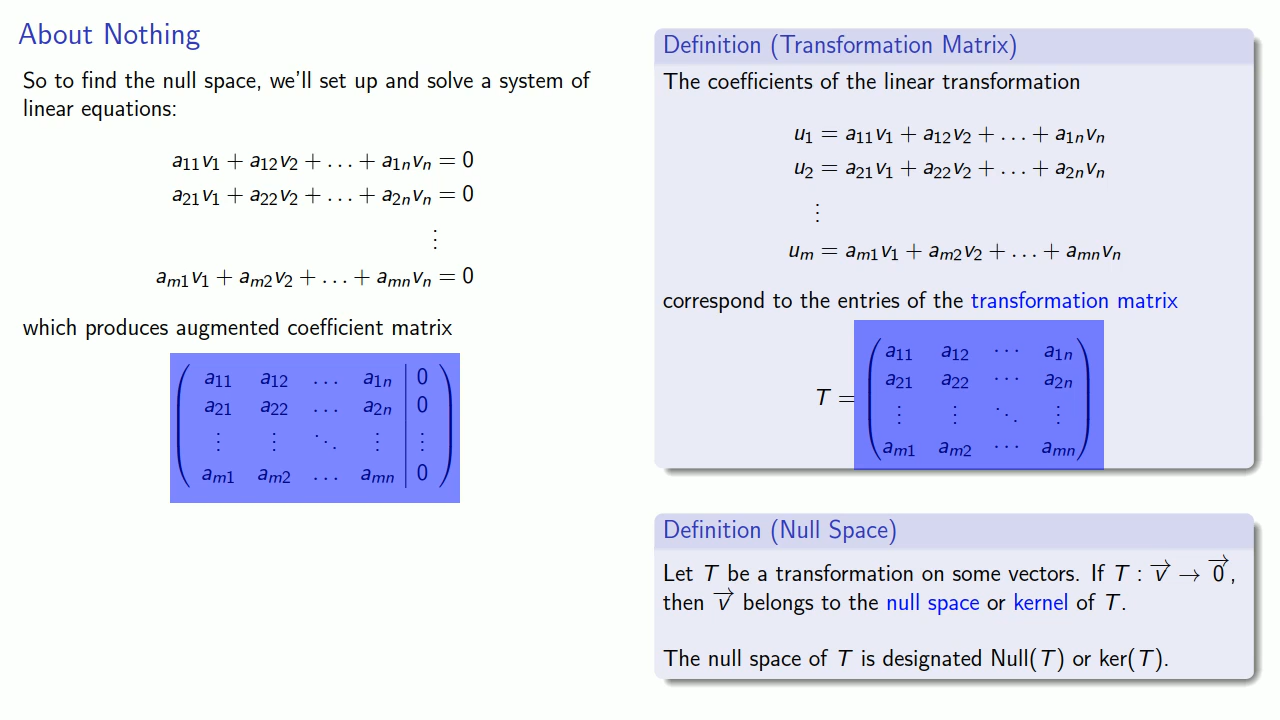 About Nothing
So to find the null space, we'll set up and solve a system of
linear equations:
a₁₁v₁ + a₁₂v₂ + . . . + a₁ₙvₙ = 0
a₂₁v₁ + a₂₂v₂ + . . . + a₂ₙvₙ = 0
⋮
aₘ₁v₁ + aₘ₂v₂ + . . . + aₘₙvₙ = 0
which produces augmented coefficient matrix
( a₁₁ a₁₂ . . . a₁ₙ | 0 )
( a₂₁ a₂₂ . . . a₂ₙ | 0 )
( ⋮ ⋮ ⋱ ⋮ | ⋮ )
( aₘ₁ aₘ₂ . . . aₘₙ | 0 )
Definition (Transformation Matrix)
The coefficients of the linear transformation
u₁ = a₁₁v₁ + a₁₂v₂ + . . . + a₁ₙvₙ
u₂ = a₂₁v₁ + a₂₂v₂ + . . . + a₂ₙvₙ
⋮
uₘ = aₘ₁v₁ + aₘ₂v₂ + . . . + aₘₙvₙ
correspond to the entries of the transformation matrix
T =
( a₁₁ a₁₂ ⋯ a₁ₙ )
( a₂₁ a₂₂ ⋯ a₂ₙ )
( ⋮ ⋮ ⋱ ⋮ )
( aₘ₁ aₘ₂ ⋯ aₘₙ )
Definition (Null Space)
Let T be a transformation on some vectors. If T : v⃗ → 0⃗,
then v⃗ belongs to the null space or kernel of T.
The null space of T is designated Null(T) or ker(T).